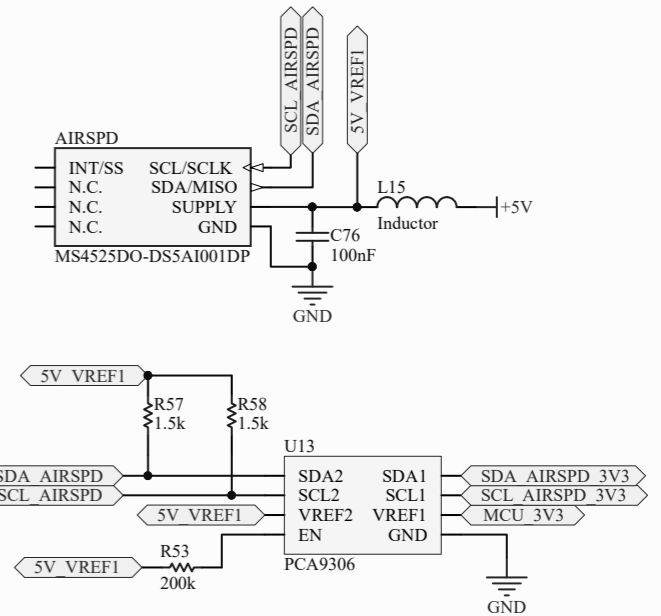 SCL_AIRSPD
SDA_AIRSPD
5V_VREF1
AIRSPD
INT/SS SCL/SCLK
N.C. SDA/MISO
N.C. SUPPLY
N.C. GND
MS4525DO-DS5AI001DP
L15
Inductor
+5V
C76
100nF
GND
5V_VREF1
R57
1.5k
R58
1.5k
U13
SDA_AIRSPD SDA2 SDA1 SDA_AIRSPD_3V3
SCL_AIRSPD SCL2 SCL1 SCL_AIRSPD_3V3
5V_VREF1 VREF2 VREF1 MCU_3V3
EN GND
PCA9306
5V_VREF1
R53
200k
GND